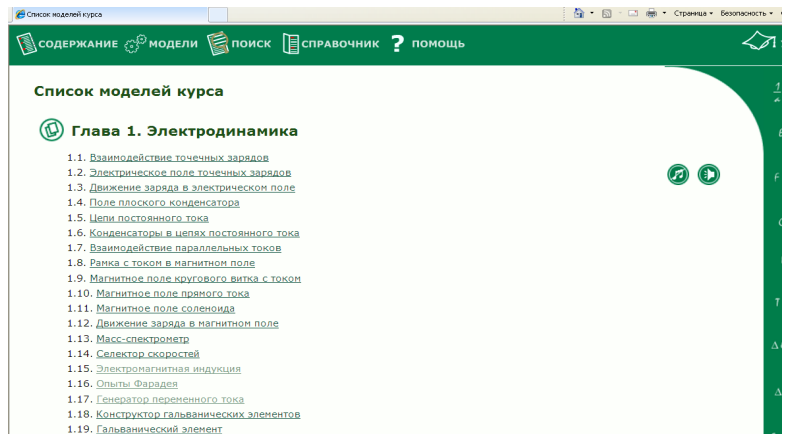 Список моделей курса
Страница Безопасность
СОДЕРЖАНИЕ МОДЕЛИ ПОИСК СПРАВОЧНИК ? ПОМОЩЬ
Список моделей курса
Глава 1. Электродинамика
1.1. Взаимодействие точечных зарядов
1.2. Электрическое поле точечных зарядов
1.3. Движение заряда в электрическом поле
1.4. Поле плоского конденсатора
1.5. Цепи постоянного тока
1.6. Конденсаторы в цепях постоянного тока
1.7. Взаимодействие параллельных токов
1.8. Рамка с током в магнитном поле
1.9. Магнитное поле кругового витка с током
1.10. Магнитное поле прямого тока
1.11. Магнитное поле соленоида
1.12. Движение заряда в магнитном поле
1.13. Масс-спектрометр
1.14. Селектор скоростей
1.15. Электромагнитная индукция
1.16. Опыты Фарадея
1.17. Генератор переменного тока
1.18. Конструктор гальванических элементов
1.19. Гальванический элемент